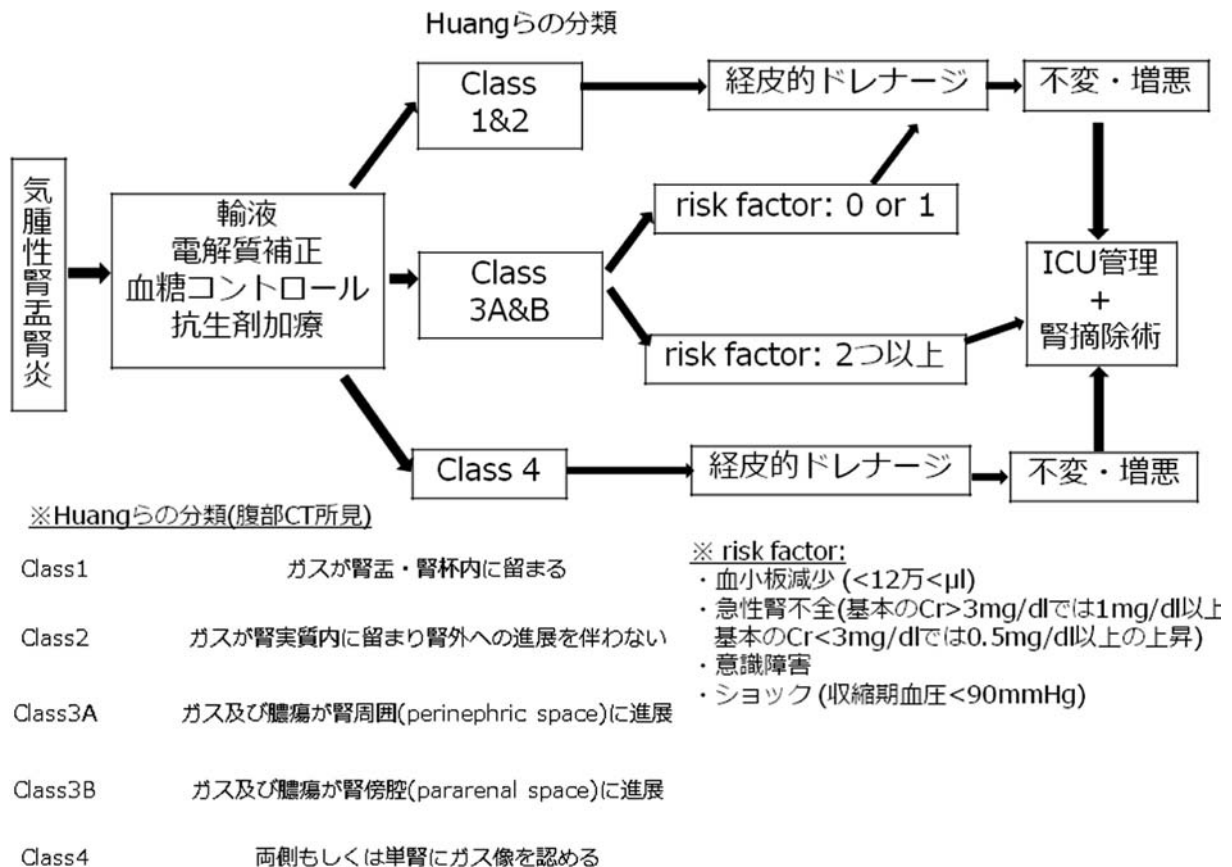 Huangらの分類
気腫性腎盂腎炎
輸液
電解質補正
血糖コントロール
抗生剤加療
Class
1&2
経皮的ドレナージ
不変・増悪
Class
3A&B
risk factor: 0 or 1
risk factor: 2つ以上
ICU管理
+
腎摘除術
Class 4
経皮的ドレナージ
不変・増悪
※Huangらの分類(腹部CT所見)
Class1 ガスが腎盂・腎杯内に留まる
Class2 ガスが腎実質内に留まり腎外への進展を伴わない
Class3A ガス及び膿瘍が腎周囲(perinephric space)に進展
Class3B ガス及び膿瘍が腎傍腔(pararenal space)に進展
Class4 両側もしくは単腎にガス像を認める
※ risk factor:
・血小板減少 (<12万<μl)
・急性腎不全(基本のCr>3mg/dlでは1mg/dl以上
基本のCr<3mg/dlでは0.5mg/dl以上の上昇)
・意識障害
・ショック (収縮期血圧<90mmHg)